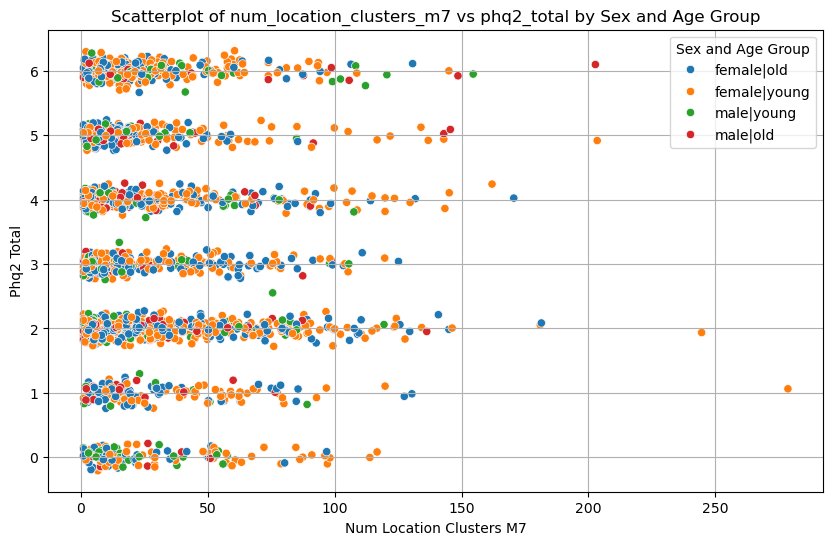 Scatterplot of num_location_clusters_m7 vs phq2_total by Sex and Age Group
Sex and Age Group
female|old
female|young
male|young
male|old
Phq2 Total
6
5
4
3
2
1
0
0 50 100 150 200 250
Num Location Clusters M7